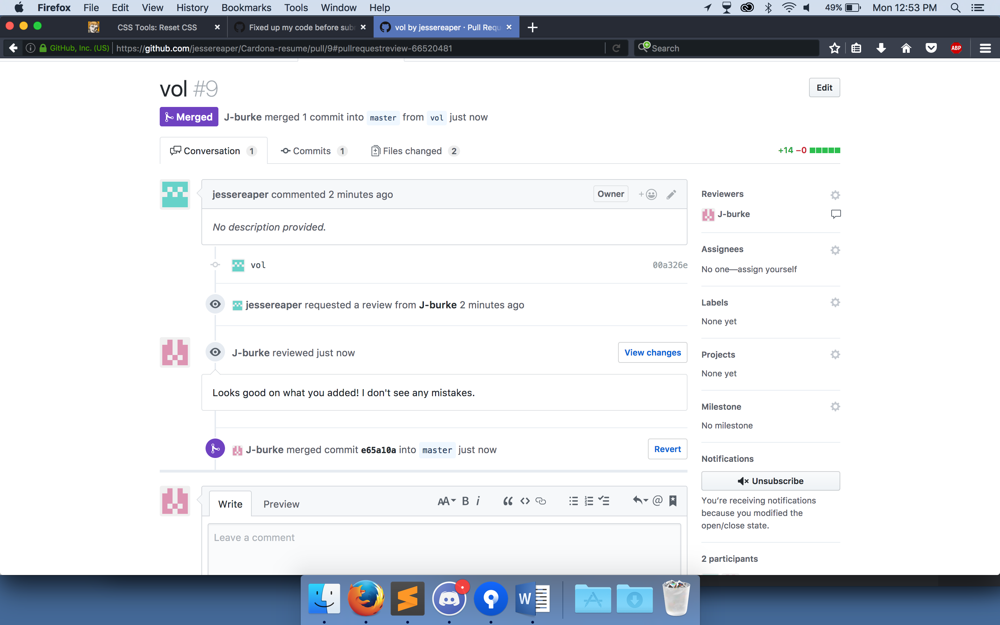 Firefox File Edit View History Bookmarks Tools Window Help 49% Mon 12:53 PM
CSS Tools: Reset CSS Fixed up my code before sub vol by jessereaper · Pull Requ
GitHub, Inc. (US) https://github.com/jessereaper/Cardona-resume/pull/9#pullrequestreview-66520481 Search ABP
vol #9 Edit
Merged J-burke merged 1 commit into master from vol just now
Conversation 1 Commits 1 Files changed 2 +14 −0
jessereaper commented 2 minutes ago Owner
No description provided.
vol 00a326e
jessereaper requested a review from J-burke 2 minutes ago
J-burke reviewed just now View changes
Looks good on what you added! I don't see any mistakes.
J-burke merged commit e65a10a into master just now Revert
Write Preview AA B i
Leave a comment
Reviewers
J-burke
Assignees
No one—assign yourself
Labels
None yet
Projects
None yet
Milestone
No milestone
Notifications
Unsubscribe
You're receiving notifications
because you modified the
open/close state.
2 participants
W